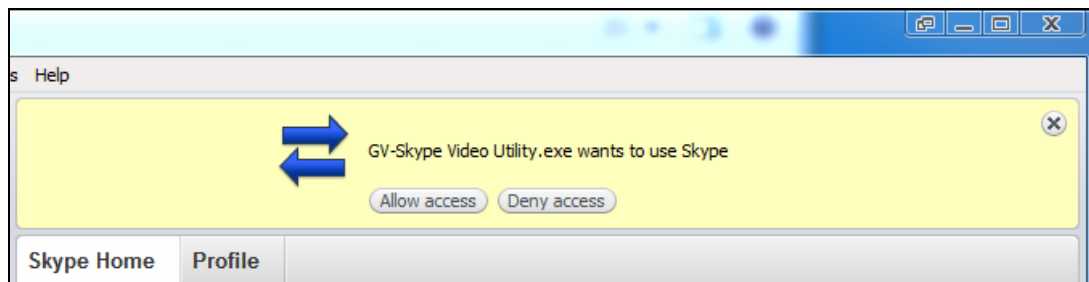 s Help
GV-Skype Video Utility.exe wants to use Skype
Allow access Deny access
Skype Home Profile